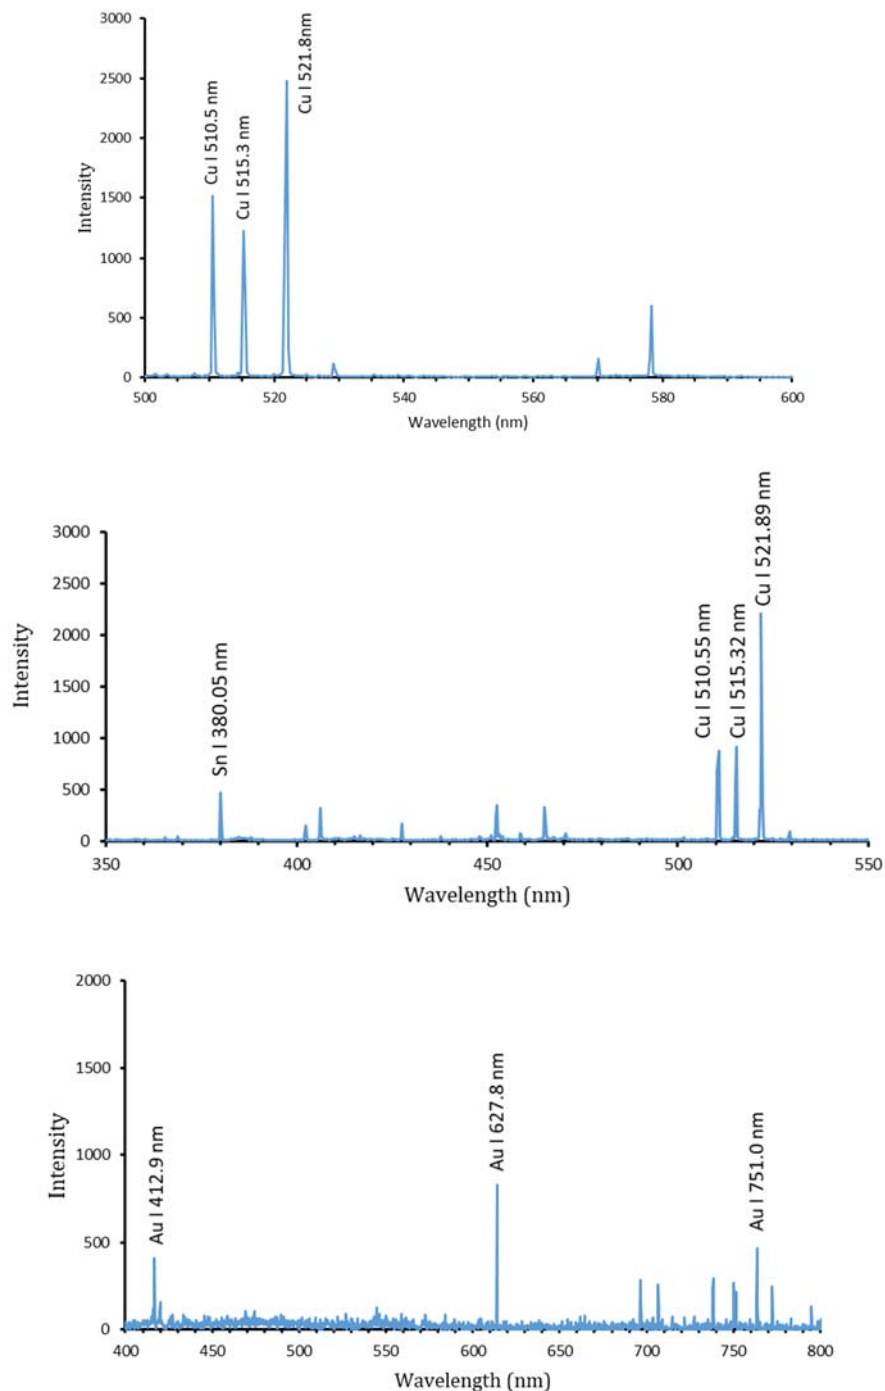 3000
2500
2000
1500
1000
500
0
Intensity
Cu I 510.5 nm
Cu I 515.3 nm
Cu I 521.8nm
500 520 540 560 580 600
Wavelength (nm)
3000
2500
2000
1500
1000
500
0
Intensity
Sn I 380.05 nm
Cu I 510.55 nm
Cu I 515.32 nm
Cu I 521.89 nm
350 400 450 500 550
Wavelength (nm)
2000
1500
1000
500
0
Intensity
Au I 412.9 nm
Au I 627.8 nm
Au I 751.0 nm
400 450 500 550 600 650 700 750 800
Wavelength (nm)